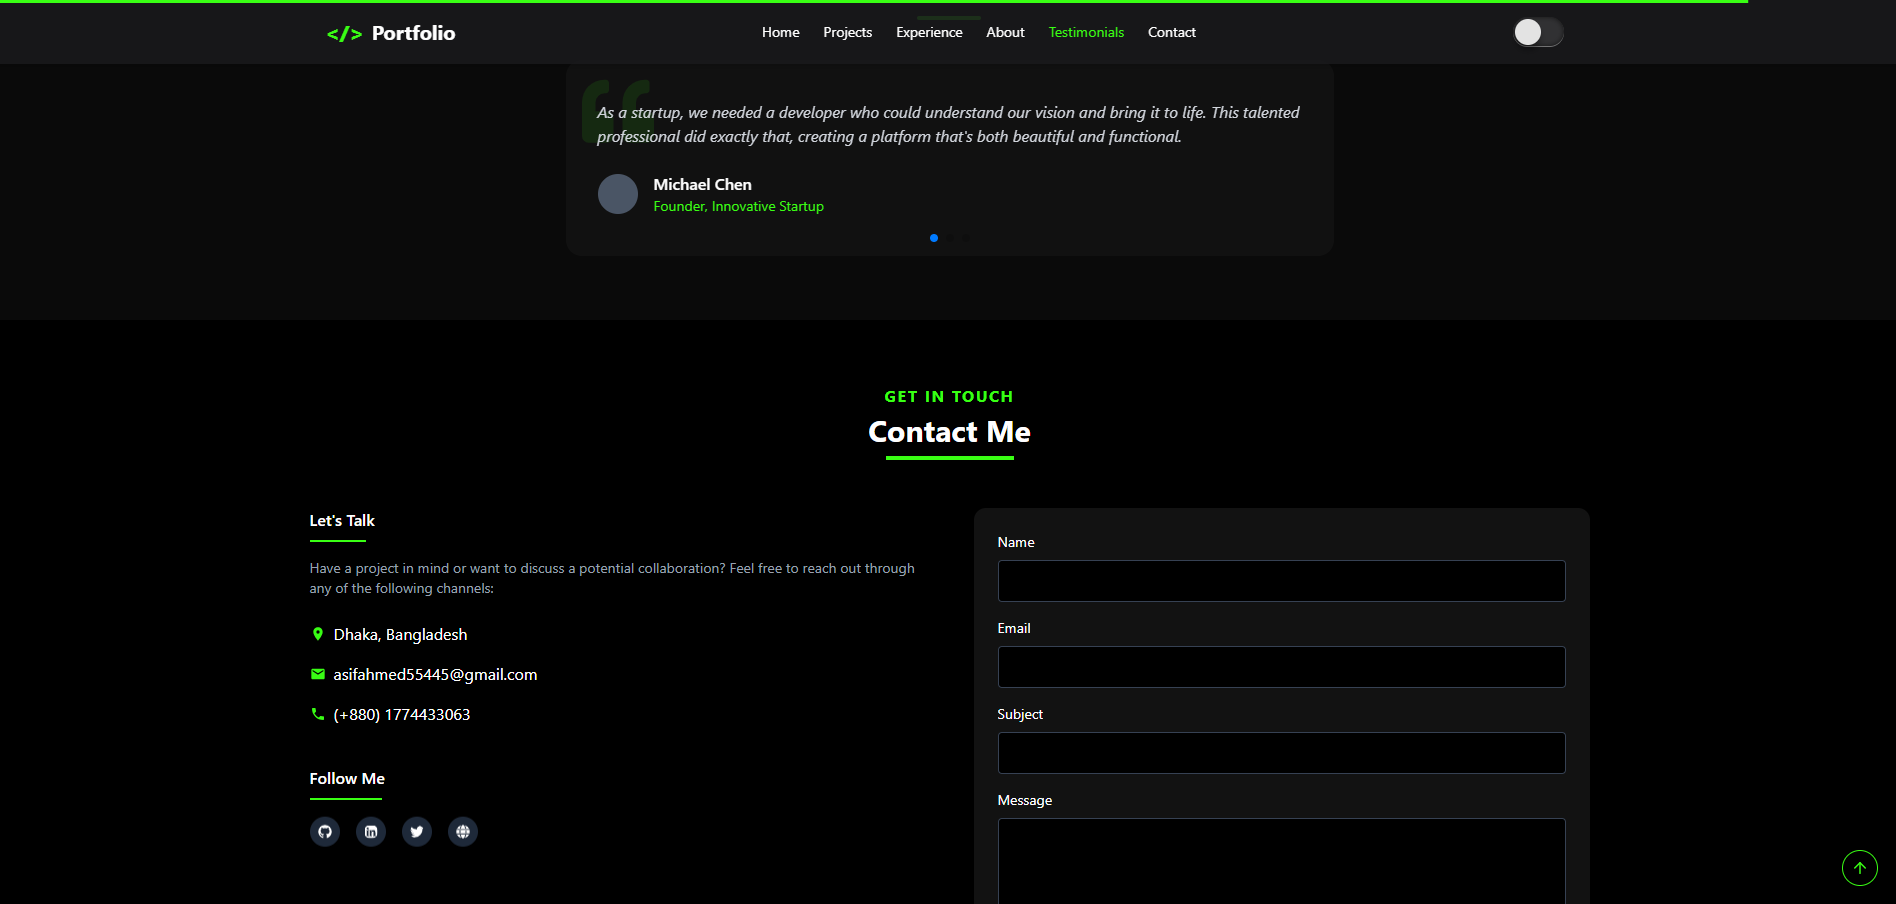 </> Portfolio
Home Projects Experience About Testimonials Contact
As a startup, we needed a developer who could understand our vision and bring it to life. This talented
professional did exactly that, creating a platform that's both beautiful and functional.
Michael Chen
Founder, Innovative Startup
GET IN TOUCH
Contact Me
Let's Talk
Have a project in mind or want to discuss a potential collaboration? Feel free to reach out through
any of the following channels:
Dhaka, Bangladesh
asifahmed55445@gmail.com
(+880) 1774433063
Follow Me
Name
Email
Subject
Message